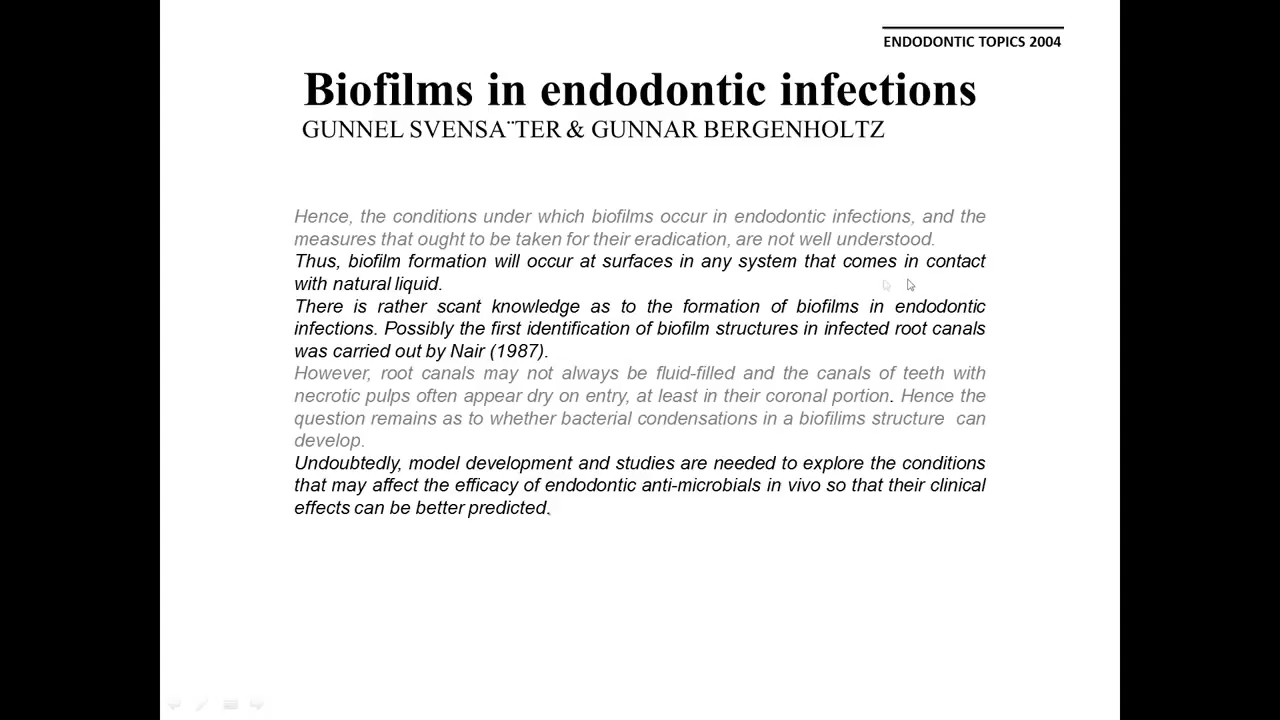 ENDODONTIC TOPICS 2004
Biofilms in endodontic infections
GUNNEL SVENSA¨TER & GUNNAR BERGENHOLTZ
Hence, the conditions under which biofilms occur in endodontic infections, and the
measures that ought to be taken for their eradication, are not well understood.
Thus, biofilm formation will occur at surfaces in any system that comes in contact
with natural liquid.
There is rather scant knowledge as to the formation of biofilms in endodontic
infections. Possibly the first identification of biofilm structures in infected root canals
was carried out by Nair (1987).
However, root canals may not always be fluid-filled and the canals of teeth with
necrotic pulps often appear dry on entry, at least in their coronal portion. Hence the
question remains as to whether bacterial condensations in a biofilims structure can
develop.
Undoubtedly, model development and studies are needed to explore the conditions
that may affect the efficacy of endodontic anti-microbials in vivo so that their clinical
effects can be better predicted.